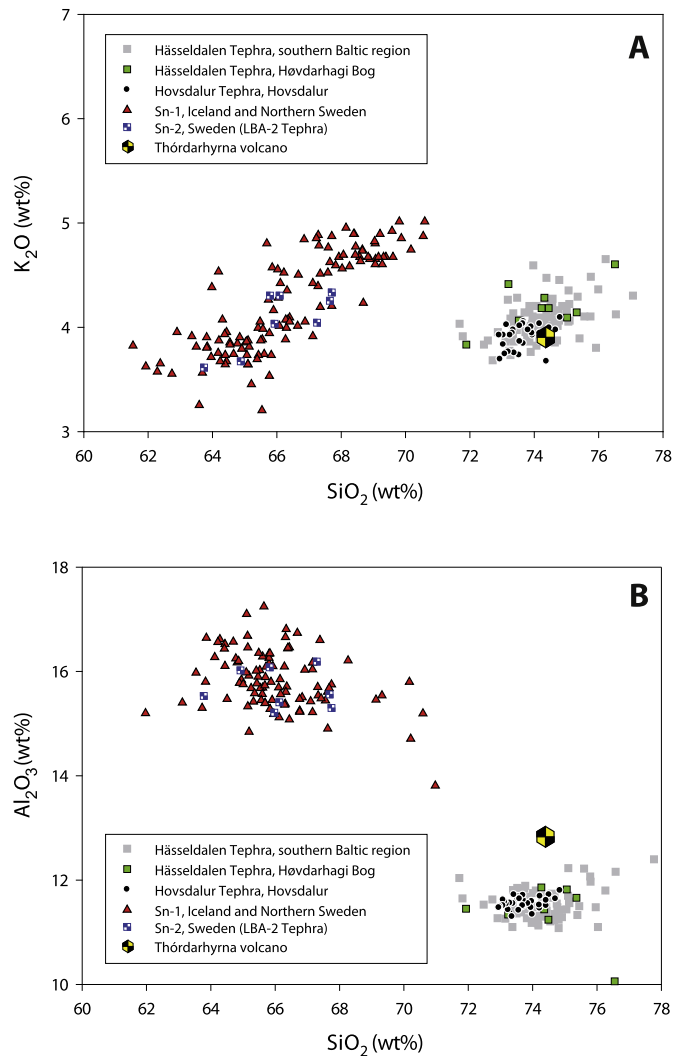 7
A
Hässeldalen Tephra, southern Baltic region
Hässeldalen Tephra, Høvdarhagi Bog
Hovsdalur Tephra, Hovsdalur
Sn-1, Iceland and Northern Sweden
Sn-2, Sweden (LBA-2 Tephra)
Thórdarhyrna volcano
6
5
4
3
K2O (wt%)
60 62 64 66 68 70 72 74 76 78
SiO2 (wt%)
18
B
16
14
12
10
Al2O3 (wt%)
Hässeldalen Tephra, southern Baltic region
Hässeldalen Tephra, Høvdarhagi Bog
Hovsdalur Tephra, Hovsdalur
Sn-1, Iceland and Northern Sweden
Sn-2, Sweden (LBA-2 Tephra)
Thórdarhyrna volcano
60 62 64 66 68 70 72 74 76 78
SiO2 (wt%)